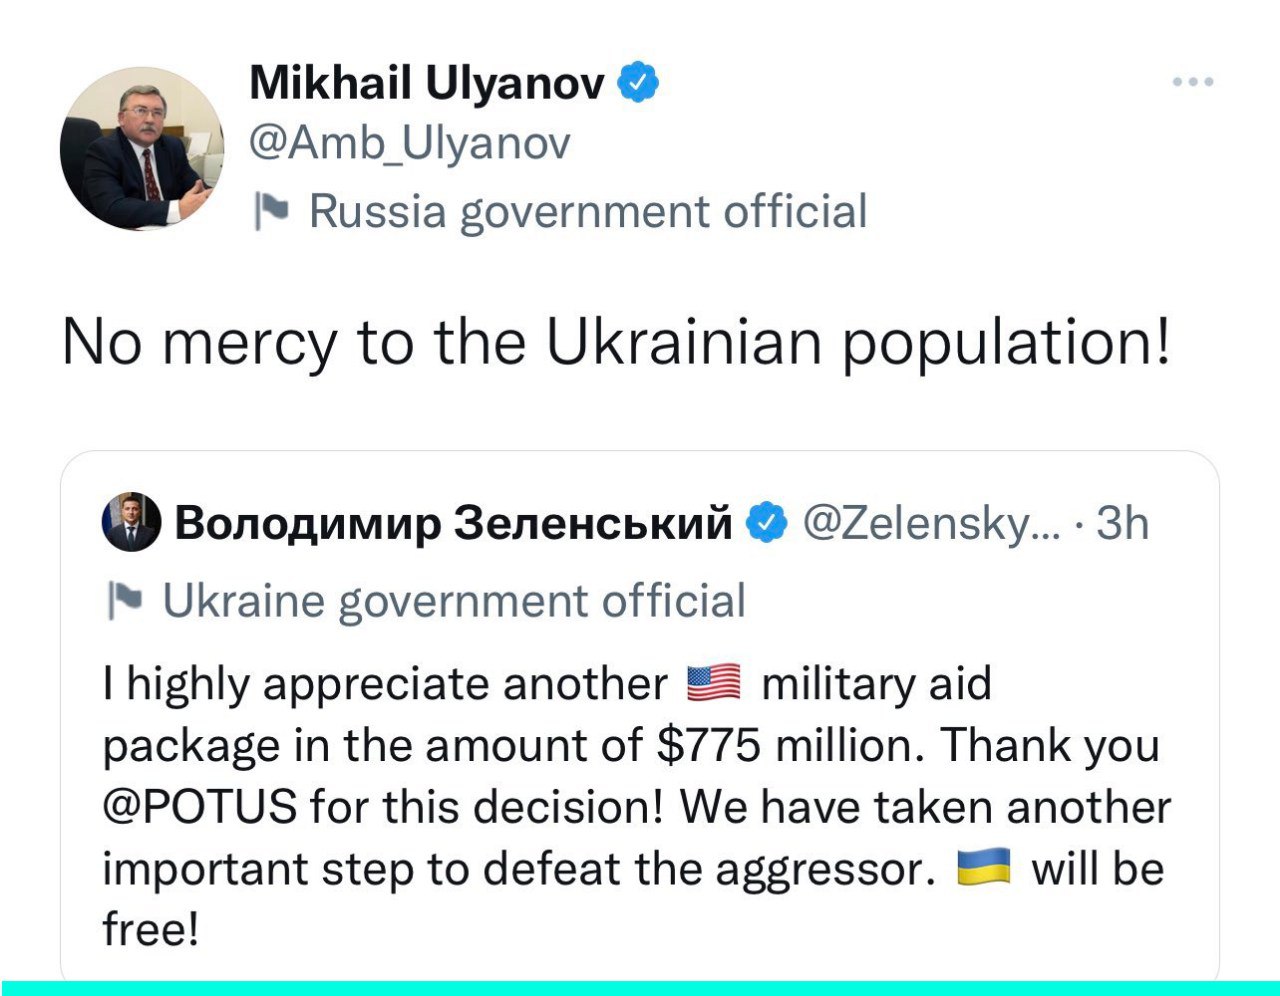 Mikhail Ulyanov
@Amb_Ulyanov
Russia government official
No mercy to the Ukrainian population!
Володимир Зеленський @Zelensky... · 3h
Ukraine government official
I highly appreciate another 🇺🇸 military aid
package in the amount of $775 million. Thank you
@POTUS for this decision! We have taken another
important step to defeat the aggressor. 🇺🇦 will be
free!